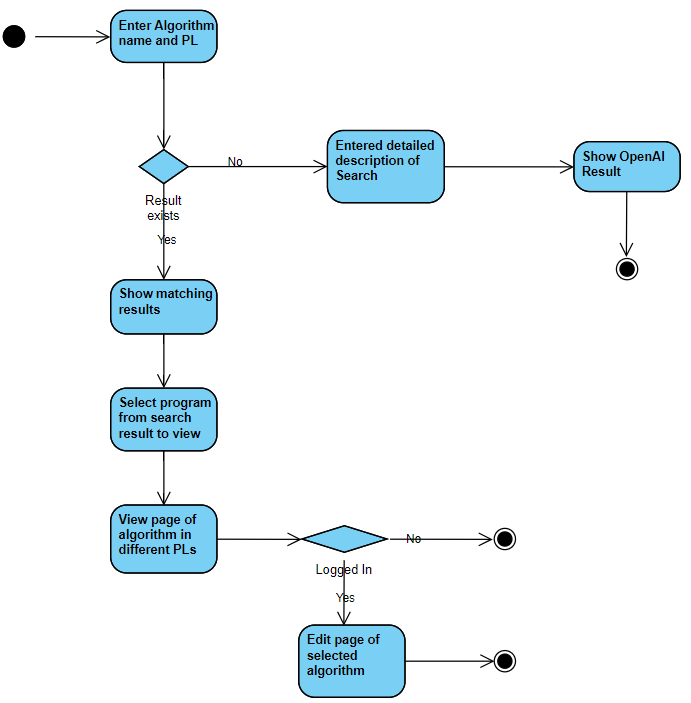 Enter Algorithm
name and PL
No
Entered detailed
description of
Search
Show OpenAI
Result
Result
exists
Yes
Show matching
results
Select program
from search
result to view
View page of
algorithm in
different PLs
No
Logged In
Yes
Edit page of
selected
algorithm